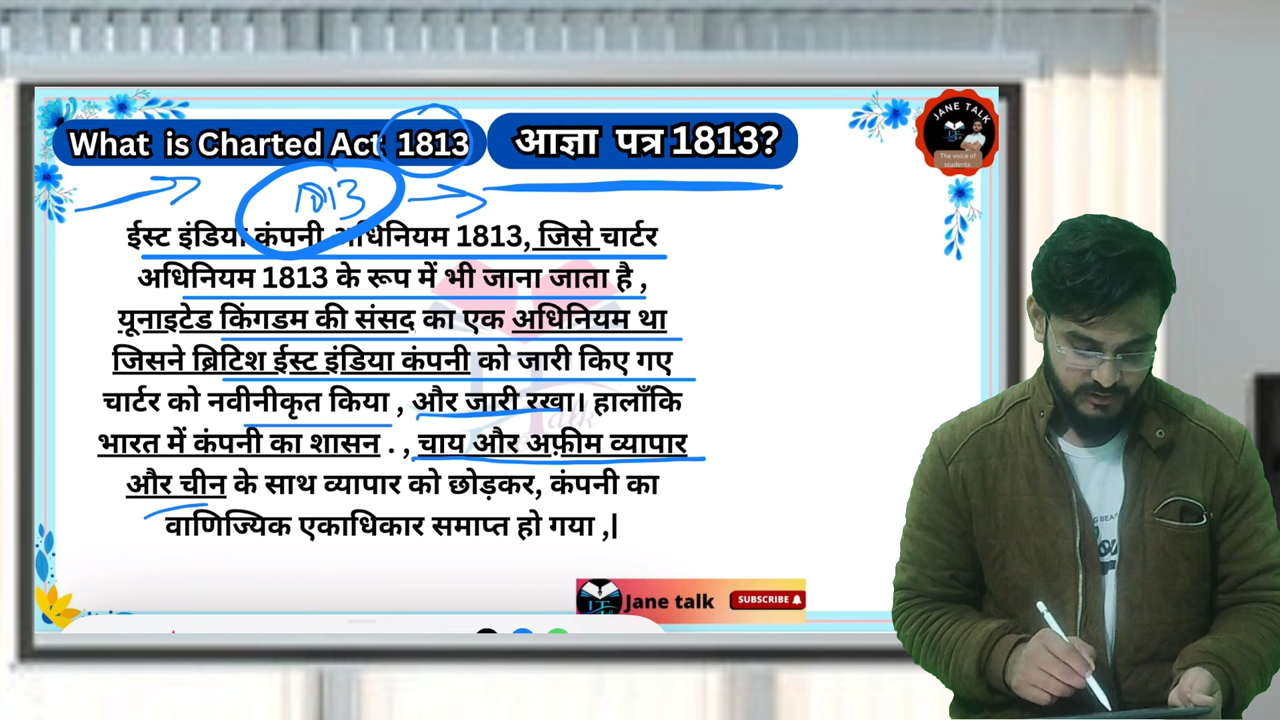 What is Charted Act 1813
आज्ञा पत्र 1813?
JANE TALK
The voice of
students
1813
ईस्ट इंडिया कंपनी अधिनियम 1813, जिसे चार्टर
अधिनियम 1813 के रूप में भी जाना जाता है ,
यूनाइटेड किंगडम की संसद का एक अधिनियम था
जिसने ब्रिटिश ईस्ट इंडिया कंपनी को जारी किए गए
चार्टर को नवीनीकृत किया , और जारी रखा। हालाँकि
भारत में कंपनी का शासन . , चाय और अफ़ीम व्यापार
और चीन के साथ व्यापार को छोड़कर, कंपनी का
वाणिज्यिक एकाधिकार समाप्त हो गया ,|
Jane talk
SUBSCRIBE